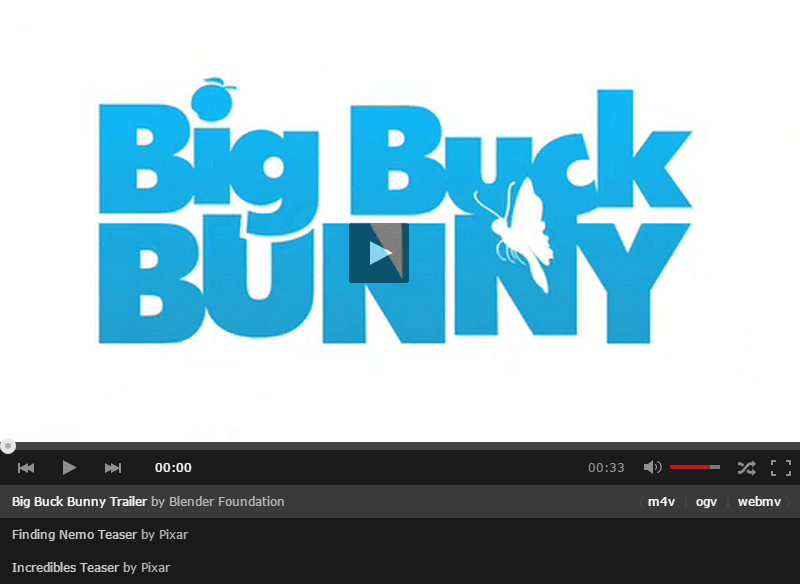 Big Buck
BUNNY
00:00 00:33
Big Buck Bunny Trailer by Blender Foundation ( m4v | ogv | webmv )
Finding Nemo Teaser by Pixar
Incredibles Teaser by Pixar